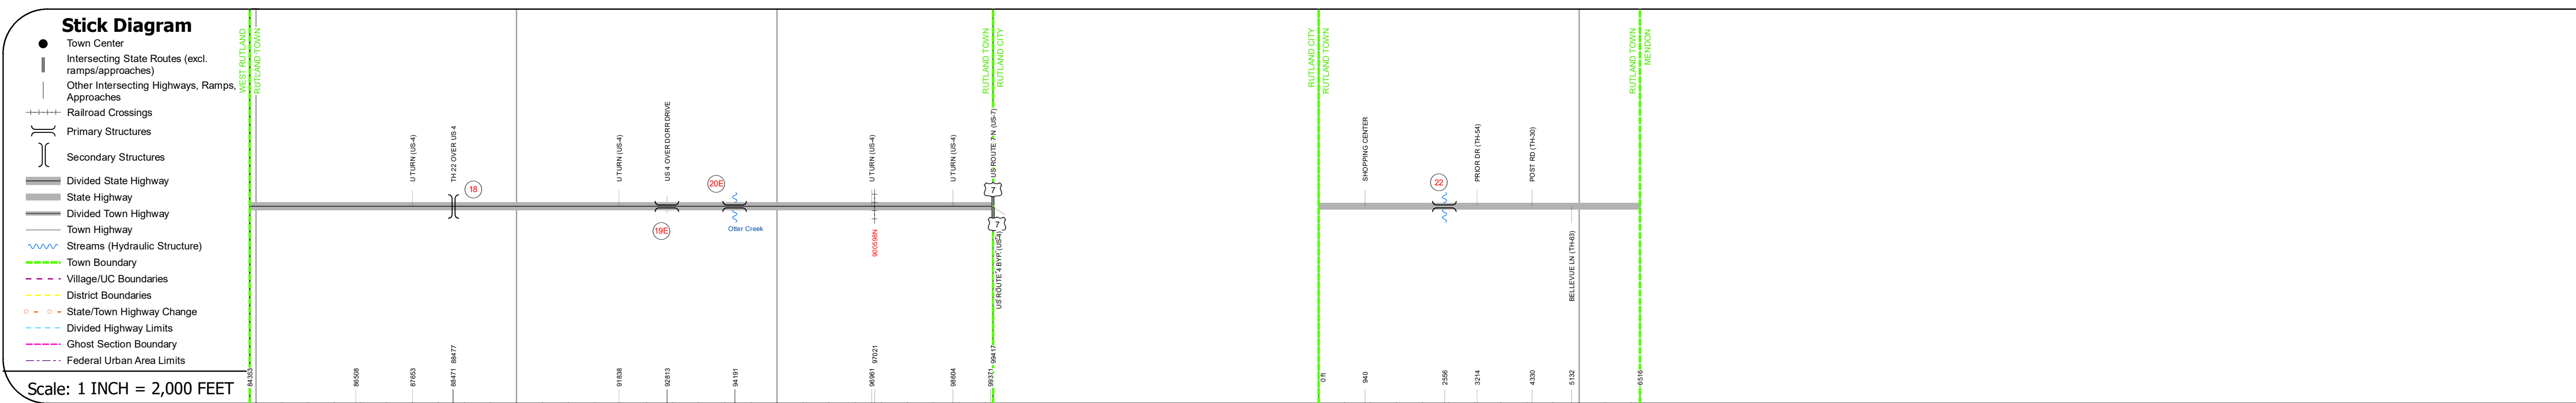 Stick Diagram
Town Center
Intersecting State Routes (excl.
ramps/approaches)
Other Intersecting Highways, Ramps,
Approaches
Railroad Crossings
Primary Structures
Secondary Structures
Divided State Highway
State Highway
Divided Town Highway
Town Highway
Streams (Hydraulic Structure)
Town Boundary
Village/UC Boundaries
District Boundaries
State/Town Highway Change
Divided Highway Limits
Ghost Section Boundary
Federal Urban Area Limits
Scale: 1 INCH = 2,000 FEET
WEST RUTLAND
RUTLAND TOWN
U TURN (US-4)
TH 22 OVER US 4
18
U TURN (US-4)
US 4 OVER DORR DRIVE
19E
20E
Otter Creek
U TURN (US-4)
900598N
U TURN (US-4)
RUTLAND TOWN
RUTLAND CITY
US ROUTE 7 N (US-7)
7
7
US ROUTE 4 BYP (US-4)
RUTLAND CITY
RUTLAND TOWN
SHOPPING CENTER
22
PRIOR DR (TH-54)
POST RD (TH-30)
BELLEVUE LN (TH-63)
RUTLAND TOWN
MENDON
84353
86508
87653
88471
88477
91838
92813
94191
96961
97021
98604
99371
99417
0 ft
940
2556
3214
4330
5132
6516